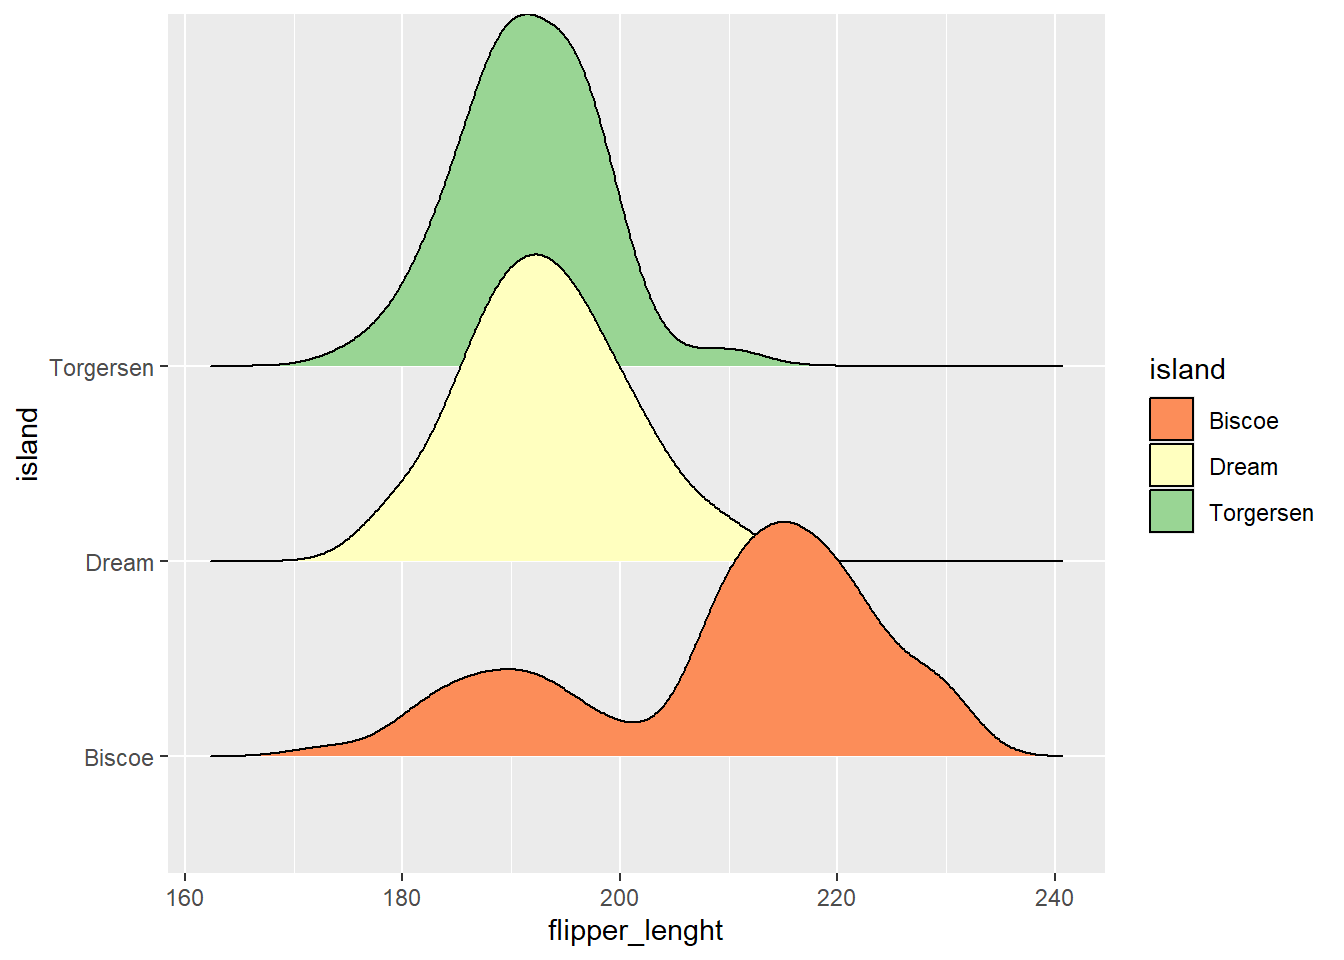 Torgersen
Dream
Biscoe
island
160 180 200 220 240
flipper_lenght
island
Biscoe
Dream
Torgersen